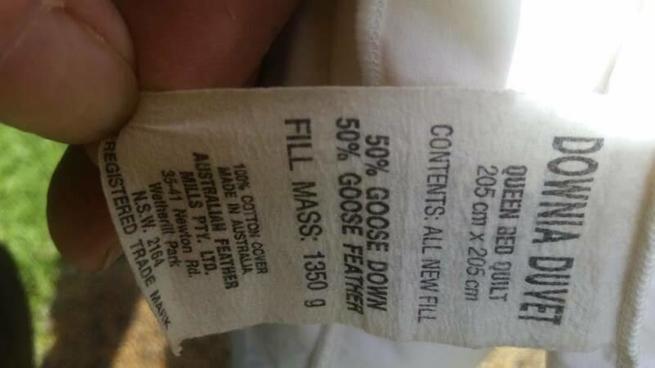 DOWNIA DUVET
QUEEN BED QUILT
205 cm x 205 cm
CONTENTS: ALL NEW FILL
50% GOOSE DOWN
50% GOOSE FEATHER
FILL MASS: 1350 g
100% COTTON COVER
MADE IN AUSTRALIA
AUSTRALIAN FEATHER
MILLS PTY. LTD.
35-41 Newton Rd.
Wetherill Park
N.S.W. 2164
REGISTERED TRADE MARK